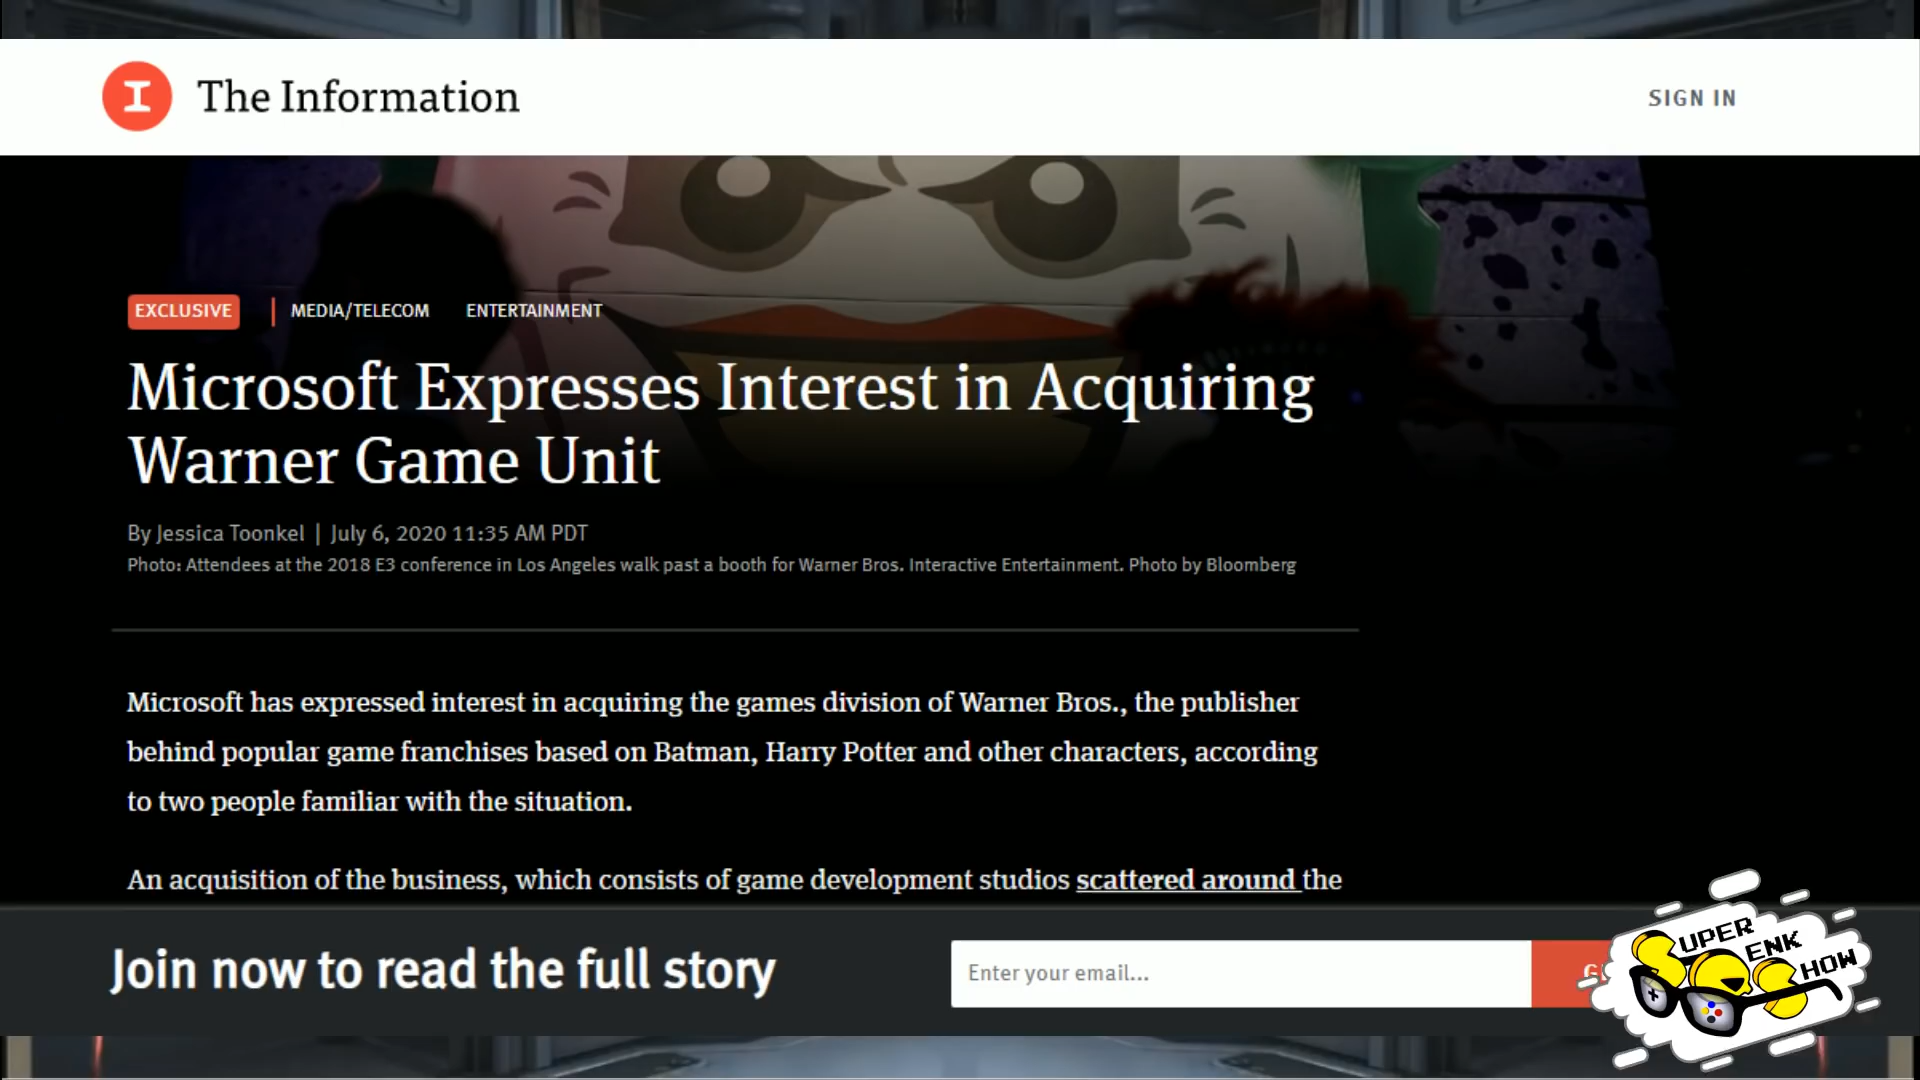 I The Information
SIGN IN
EXCLUSIVE | MEDIA/TELECOM ENTERTAINMENT
Microsoft Expresses Interest in Acquiring
Warner Game Unit
By Jessica Toonkel | July 6, 2020 11:35 AM PDT
Photo: Attendees at the 2018 E3 conference in Los Angeles walk past a booth for Warner Bros. Interactive Entertainment. Photo by Bloomberg
Microsoft has expressed interest in acquiring the games division of Warner Bros., the publisher
behind popular game franchises based on Batman, Harry Potter and other characters, according
to two people familiar with the situation.
An acquisition of the business, which consists of game development studios scattered around the
Join now to read the full story
Enter your email...
SUPER
GENK
SHOW